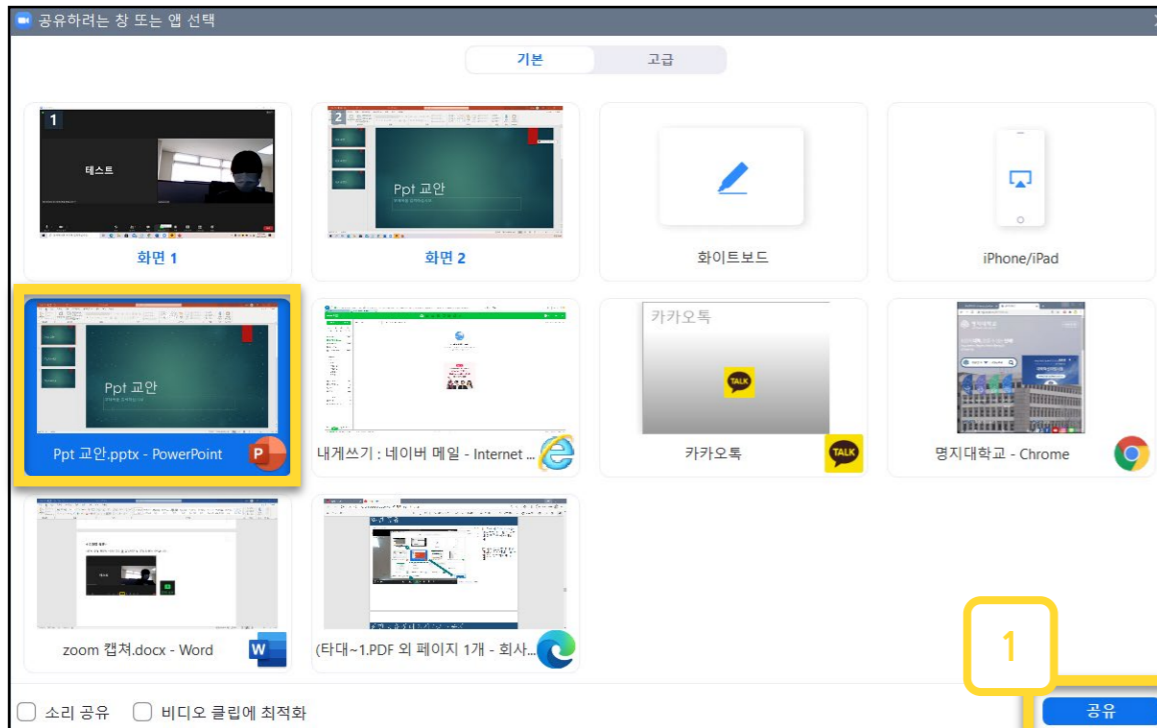 공유하려는 창 또는 앱 선택
기본
고급
1
테스트
화면 1
2
Ppt 교안
화면 2
화이트보드
iPhone/iPad
Ppt 교안
Ppt 교안.pptx - PowerPoint
P
내게쓰기 : 네이버 메일 - Internet ...
카카오톡
TALK
카카오톡
TALK
명지대학교
명지대학교 - Chrome
zoom 캡쳐.docx - Word
W
(타대~1.PDF 외 페이지 1개 - 회사...
1
소리 공유
비디오 클립에 최적화
공유